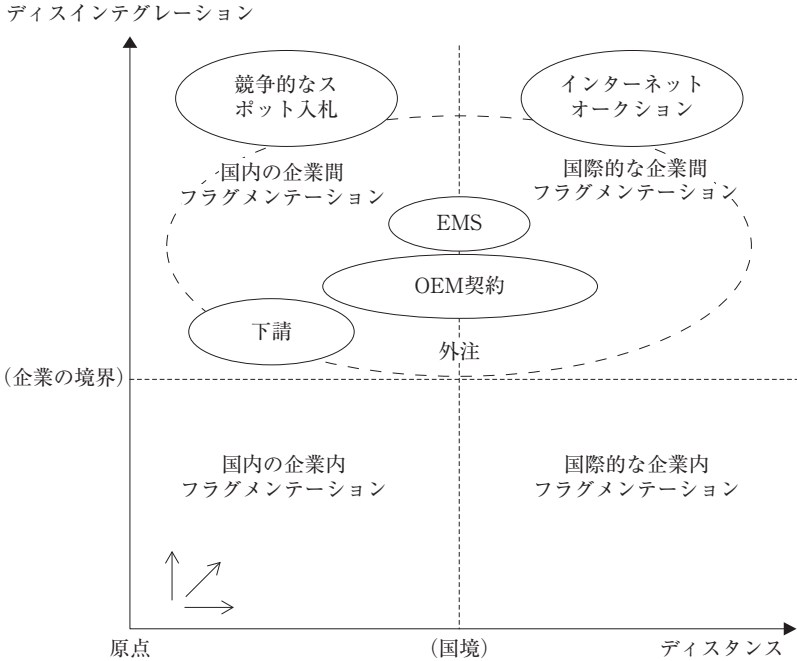 ディスインテグレーション
競争的なス
ポット入札
インターネット
オークション
国内の企業間
フラグメンテーション
国際的な企業間
フラグメンテーション
EMS
OEM契約
下請
外注
(企業の境界)
国内の企業内
フラグメンテーション
国際的な企業内
フラグメンテーション
原点
(国境)
ディスタンス